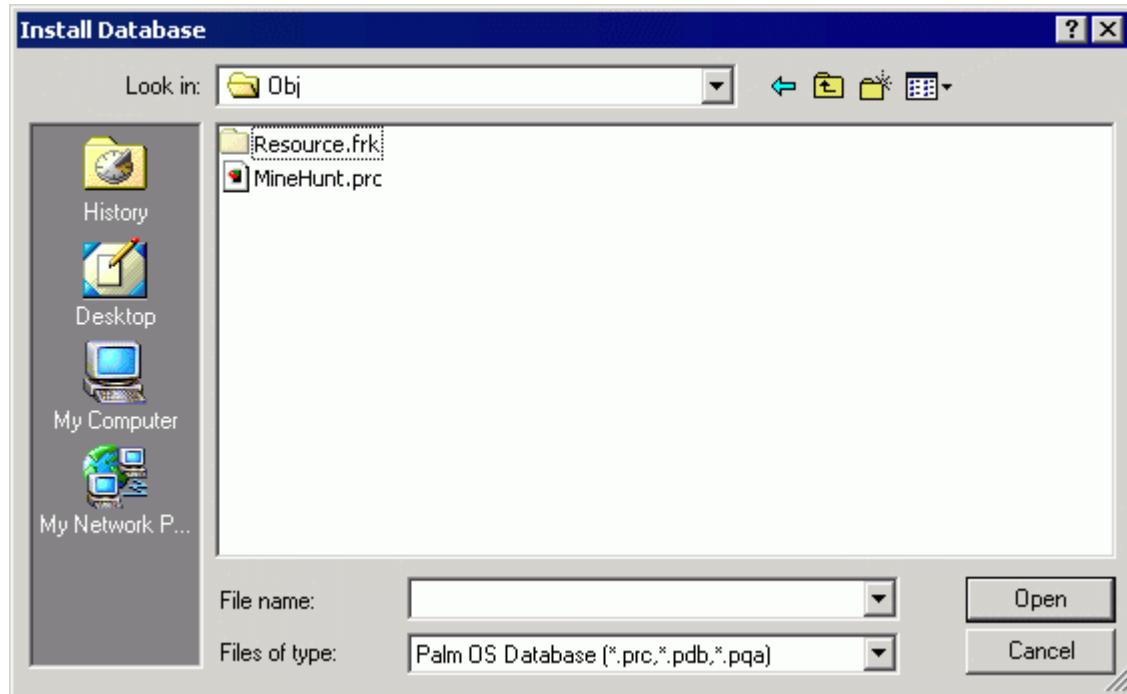 Install Database
Look in: Obj
Resource.frk
MineHunt.prc
History
Desktop
My Computer
My Network P...
File name:
Open
Files of type: Palm OS Database (*.prc,*.pdb,*.pqa)
Cancel